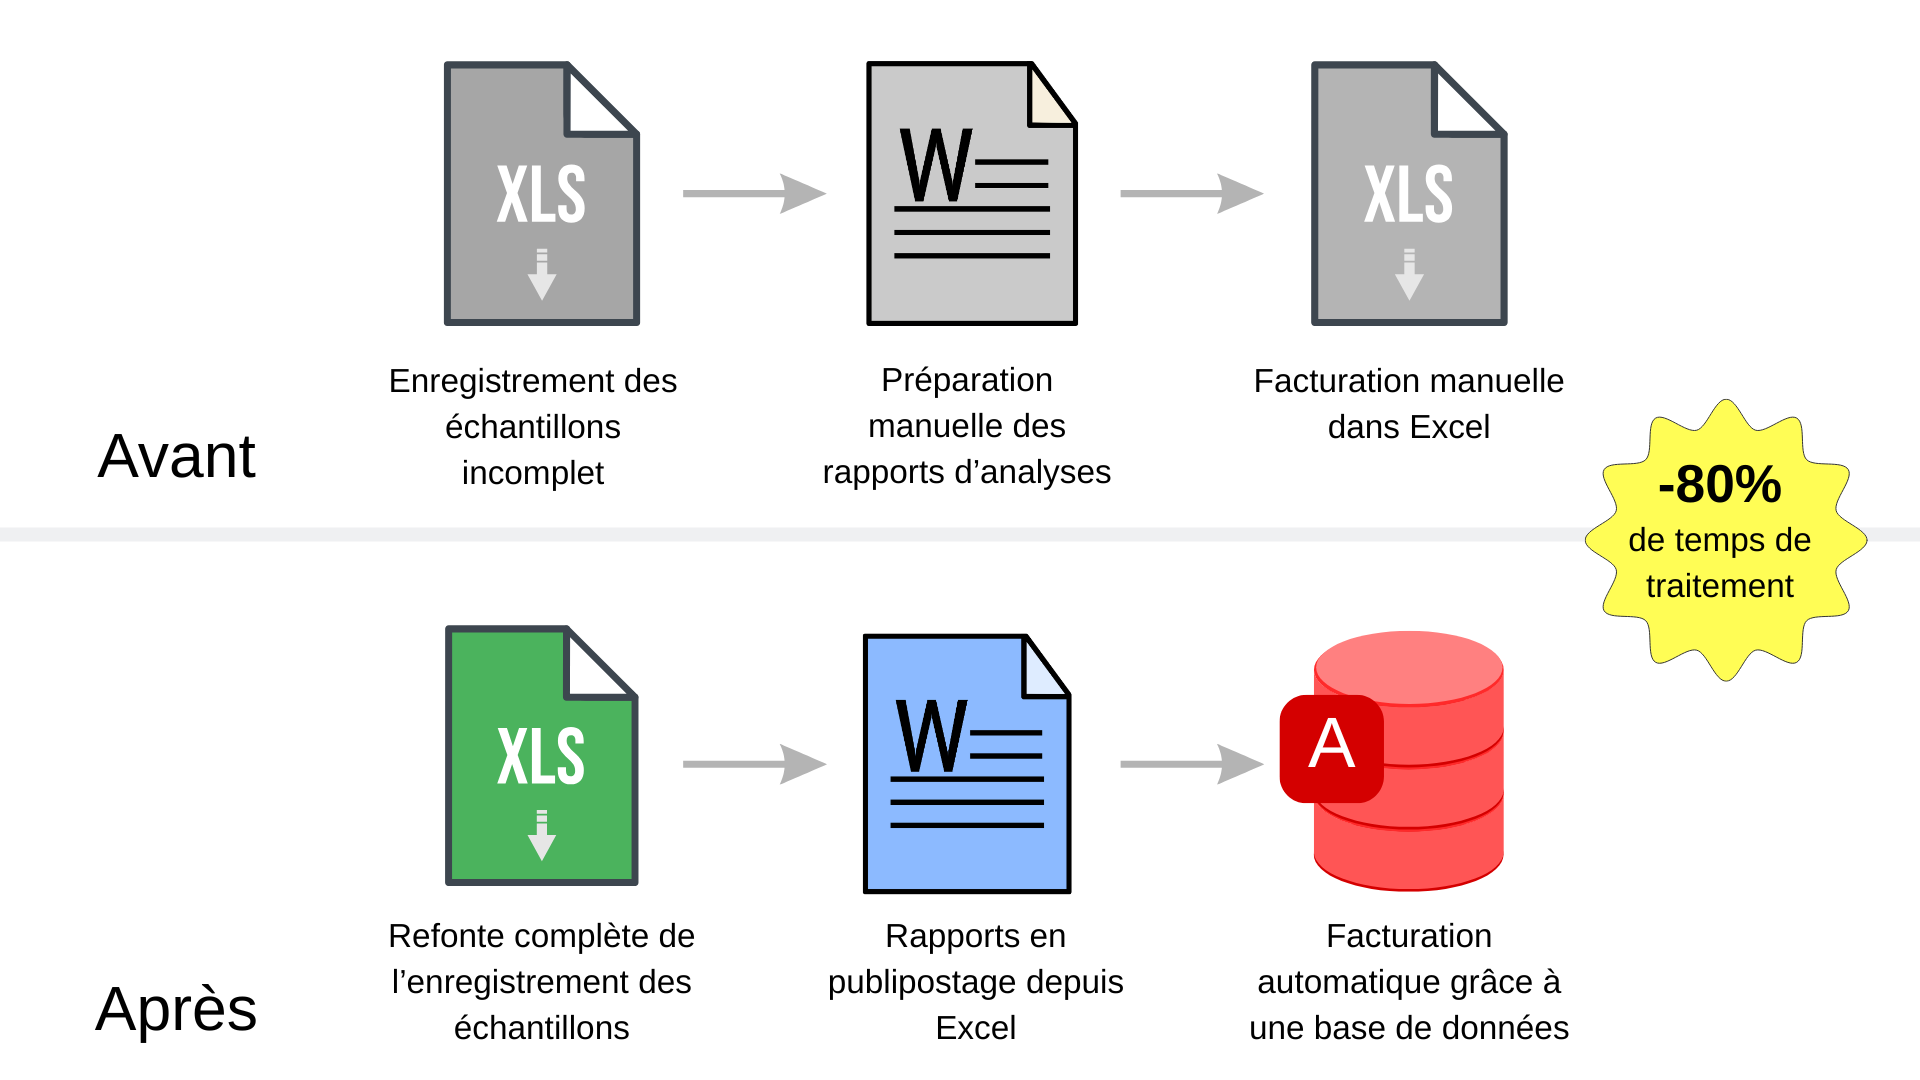 XLS
W
XLS
Enregistrement des
échantillons
incomplet
Préparation
manuelle des
rapports d’analyses
Facturation manuelle
dans Excel
Avant
-80%
de temps de
traitement
XLS
W
A
Refonte complète de
l’enregistrement des
échantillons
Rapports en
publipostage depuis
Excel
Facturation
automatique grâce à
une base de données
Après